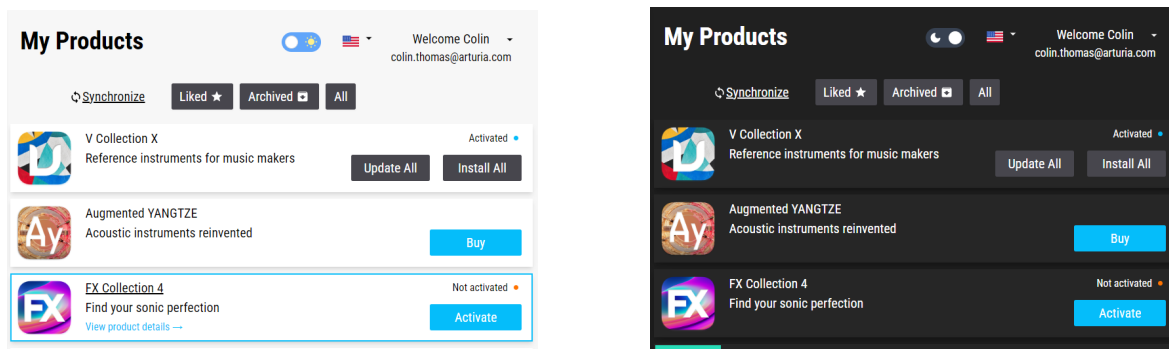 My Products
Welcome Colin
colin.thomas@arturia.com
Synchronize
Liked
Archived
All
V Collection X
Activated
Reference instruments for music makers
Update All
Install All
Ay
Augmented YANGTZE
Acoustic instruments reinvented
Buy
FX
FX Collection 4
Not activated
Find your sonic perfection
View product details →
Activate
My Products
Welcome Colin
colin.thomas@arturia.com
Synchronize
Liked
Archived
All
V Collection X
Activated
Reference instruments for music makers
Update All
Install All
Ay
Augmented YANGTZE
Acoustic instruments reinvented
Buy
FX
FX Collection 4
Not activated
Find your sonic perfection
Activate